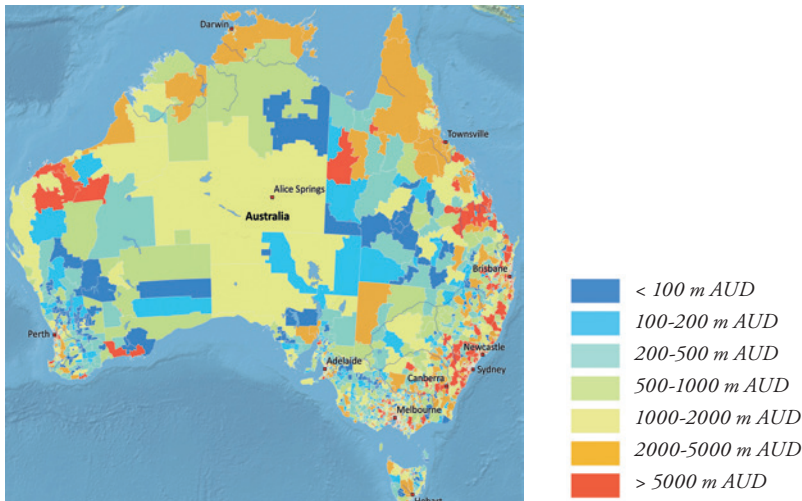 Darwin
Townsville
Alice Springs
Australia
Brisbane
Perth
Newcastle
Adelaide
Sydney
Canberra
Melbourne
Hobart
< 100 m AUD
100-200 m AUD
200-500 m AUD
500-1000 m AUD
1000-2000 m AUD
2000-5000 m AUD
> 5000 m AUD